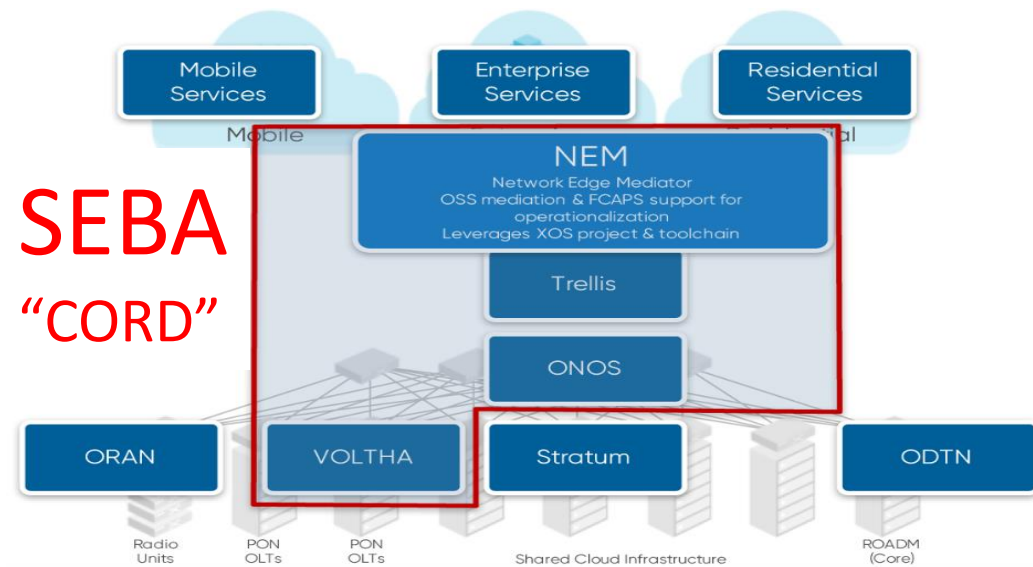 Mobile
Services
Enterprise
Services
Residential
Services
Mobile
NEM
Network Edge Mediator
OSS mediation & FCAPS support for
operationalization
Leverages XOS project & toolchain
SEBA
“CORD”
Trellis
ONOS
ORAN
VOLTHA
Stratum
ODTN
Radio
Units
PON
OLTs
PON
OLTs
Shared Cloud Infrastructure
ROADM
(Core)